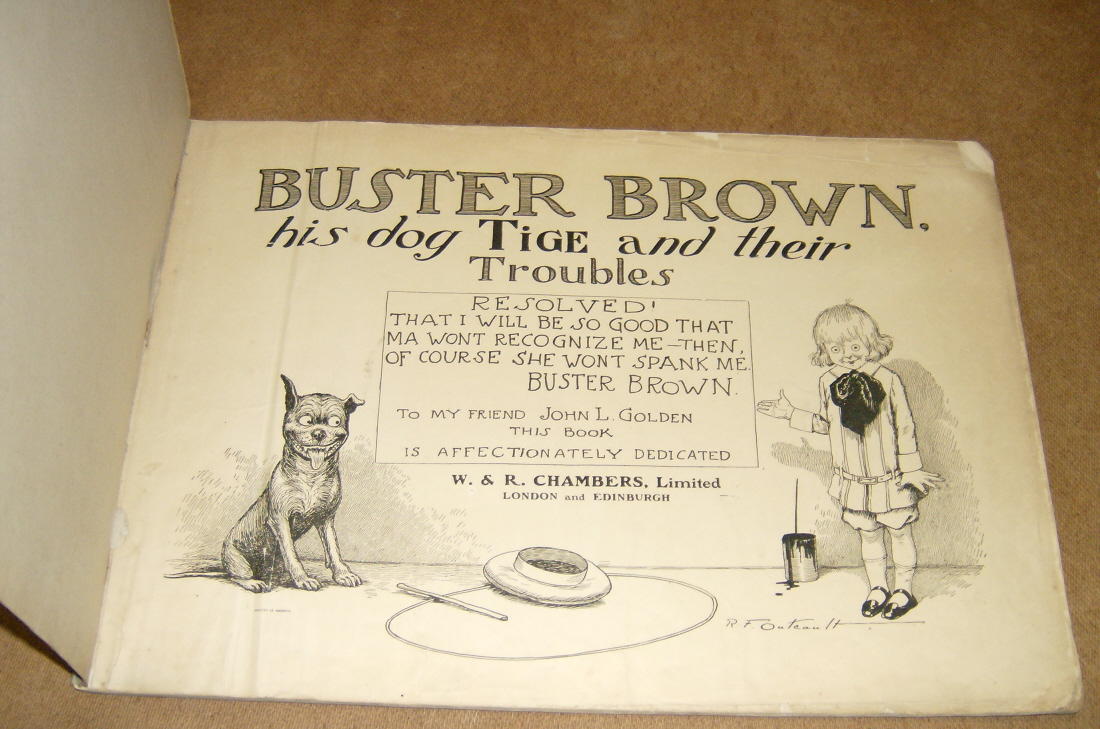 BUSTER BROWN,
his dog TIGE and their
Troubles
RESOLVED!
THAT I WILL BE SO GOOD THAT
MA WONT RECOGNIZE ME—THEN,
OF COURSE SHE WONT SPANK ME.
BUSTER BROWN.
TO MY FRIEND JOHN L. GOLDEN
THIS BOOK
IS AFFECTIONATELY DEDICATED
W. & R. CHAMBERS, Limited
LONDON and EDINBURGH
R. F. Outcault